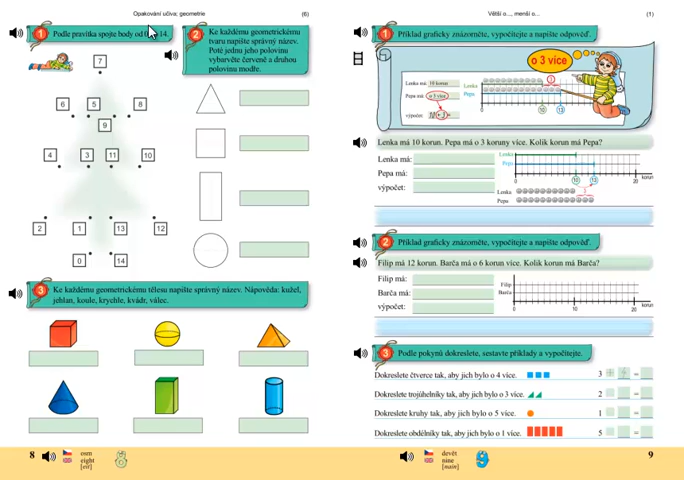 Opakování učiva; geometrie
(6)
1 Podle pravítka spojte body od 0 14.
7
6 5 8
9
4 3 11 10
2 1 13 12
0 14
2 Ke každému geometrickému
tvaru napište správný název.
Poté jednu jeho polovinu
vybarvěte červeně a druhou
polovinu modře.
3 Ke každému geometrickému tělesu napište správný název. Nápověda: kužel,
jehlan, koule, krychle, kvádr, válec.
8
osm
eight
[eit]
8
Větší o..., menší o...
(1)
1 Příklad graficky znázorněte, vypočítejte a napište odpověď.
o 3 více
Lenka má: 10 korun
Pepa má: o 3 více
výpočet: 10+3=
Lenka
Pepa
3
10 13
Lenka má 10 korun. Pepa má o 3 koruny více. Kolik korun má Pepa?
Lenka má:
Pepa má:
výpočet:
Lenka
Pepa
korun
0 10 13 20
Lenka
Pepa
3
2 Příklad graficky znázorněte, vypočítejte a napište odpověď.
Filip má 12 korun. Barča má o 6 korun více. Kolik korun má Barča?
Filip má:
Barča má:
výpočet:
Filip
Barča
0 10 20
korun
3 Podle pokynů dokreslete, sestavte příklady a vypočítejte.
Dokreslete čtverce tak, aby jich bylo o 4 více. 3 + =
Dokreslete trojúhelníky tak, aby jich bylo o 3 více. 2 =
Dokreslete kruhy tak, aby jich bylo o 5 více. 1 =
Dokreslete obdélníky tak, aby jich bylo o 1 více. 5 =
devět
nine
[nain]
9
9